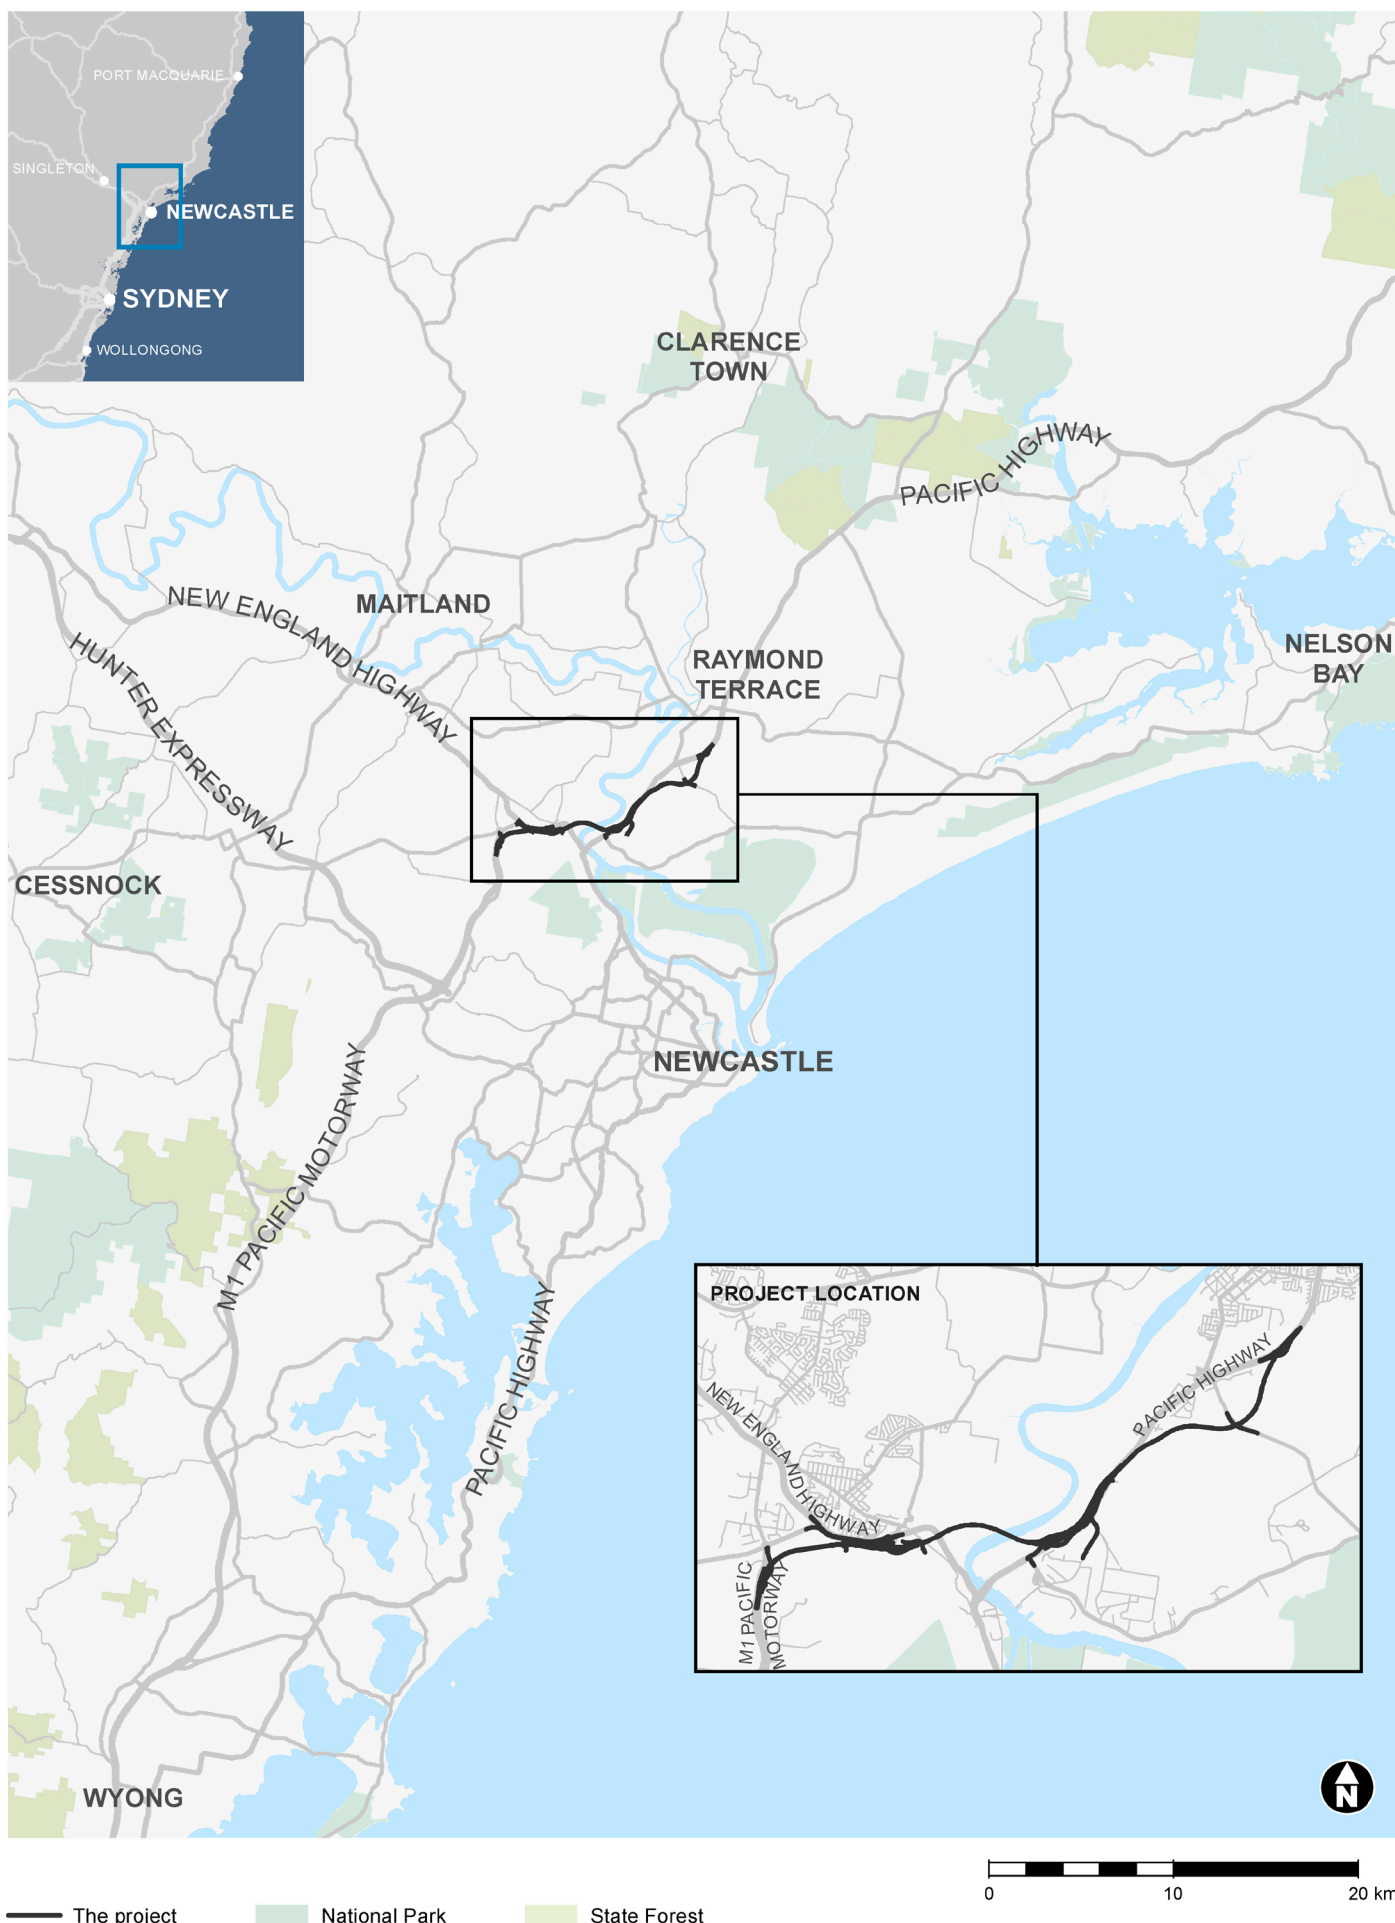 PORT MACQUARIE
SINGLETON
NEWCASTLE
SYDNEY
WOLLONGONG
CLARENCE
TOWN
PACIFIC HIGHWAY
NEW ENGLAND HIGHWAY
MAITLAND
HUNTER EXPRESSWAY
RAYMOND
TERRACE
NELSON
BAY
CESSNOCK
NEWCASTLE
M1 PACIFIC MOTORWAY
PACIFIC HIGHWAY
PROJECT LOCATION
PACIFIC HIGHWAY
NEW ENGLAND HIGHWAY
M1 PACIFIC
MOTORWAY
WYONG
N
0 10 20 km
The project
National Park
State Forest